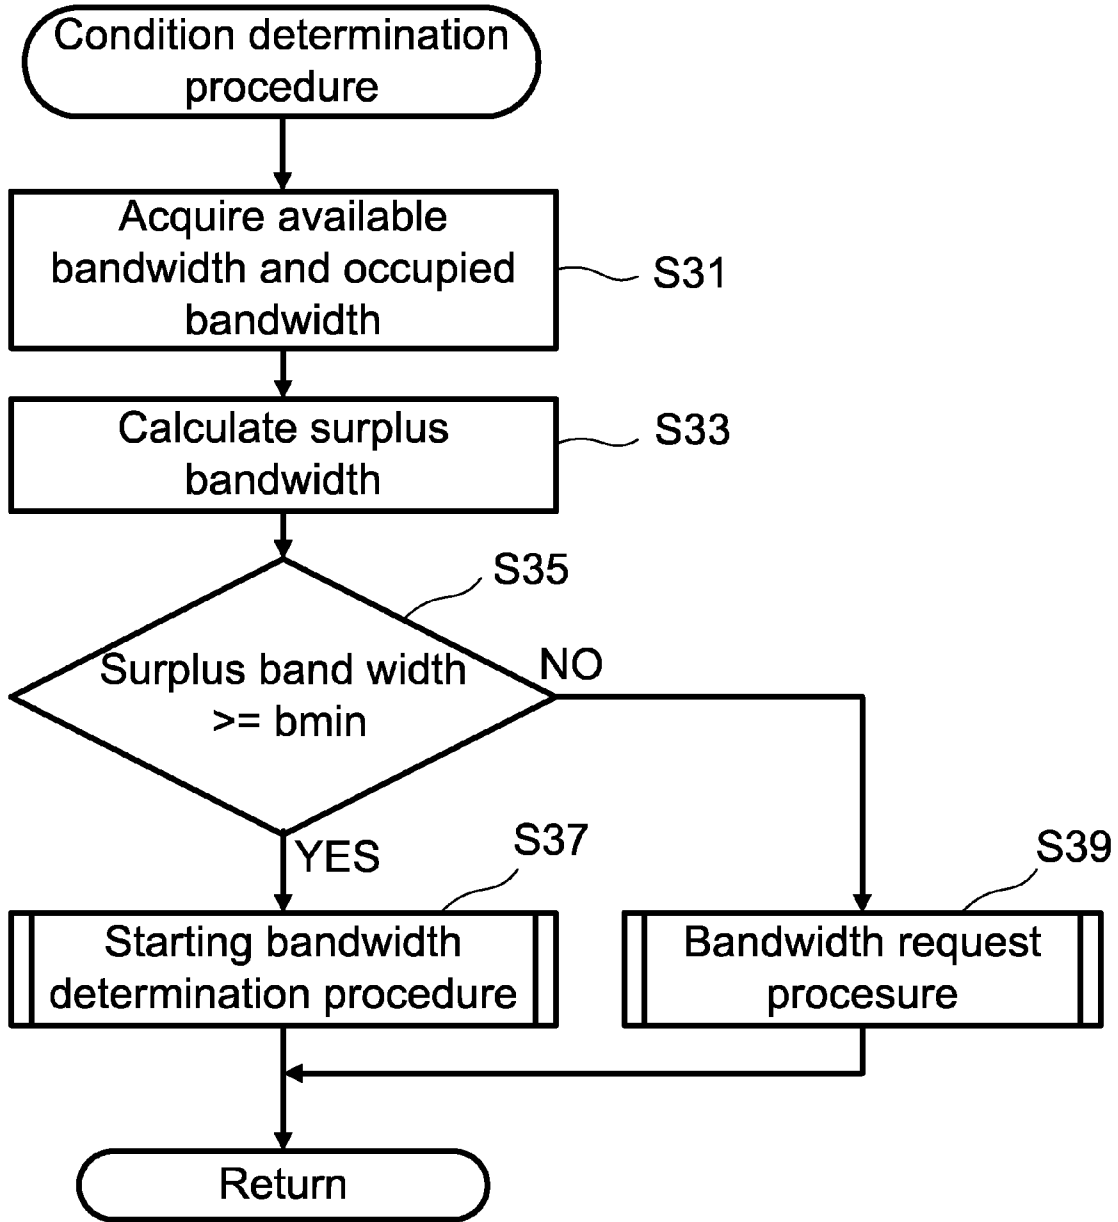 Condition determination
procedure
Acquire available
bandwidth and occupied
bandwidth
S31
Calculate surplus
bandwidth
S33
S35
Surplus band width
>= bmin
NO
YES
S37
S39
Starting bandwidth
determination procedure
Bandwidth request
procesure
Return